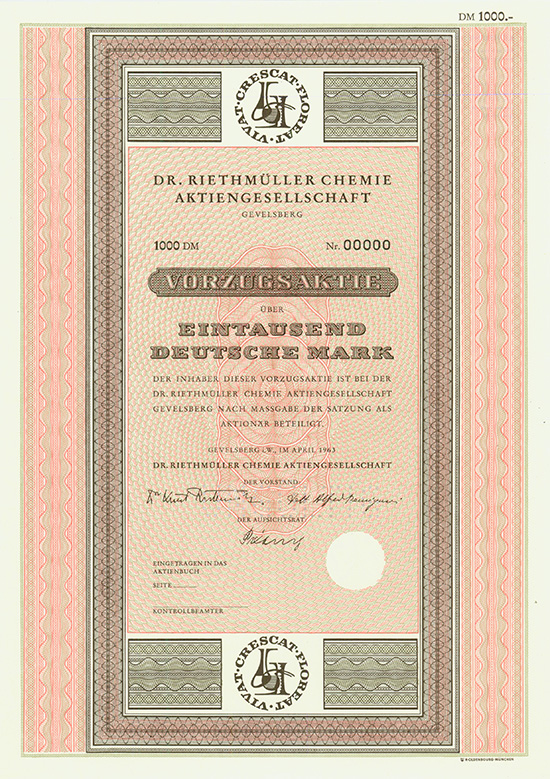 DM 1000.-
VIVAT·CRESCAT·FLOREAT·
DR. RIETHMÜLLER CHEMIE
AKTIENGESELLSCHAFT
GEVELSBERG
1000 DM Nr. 00000
VORZUGSAKTIE
ÜBER
EINTAUSEND
DEUTSCHE MARK
DER INHABER DIESER VORZUGSAKTIE IST BEI DER
DR. RIETHMÜLLER CHEMIE AKTIENGESELLSCHAFT
GEVELSBERG NACH MASSGABE DER SATZUNG ALS
AKTIONÄR BETEILIGT.
GEVELSBERG i.W., IM APRIL 1963
DR. RIETHMÜLLER CHEMIE AKTIENGESELLSCHAFT
DER VORSTAND:
DER AUFSICHTSRAT
EINGETRAGEN IN DAS
AKTIENBUCH
SEITE
KONTROLLBEAMTER
VIVAT·CRESCAT·FLOREAT·
R·OLDENBOURG·MÜNCHEN